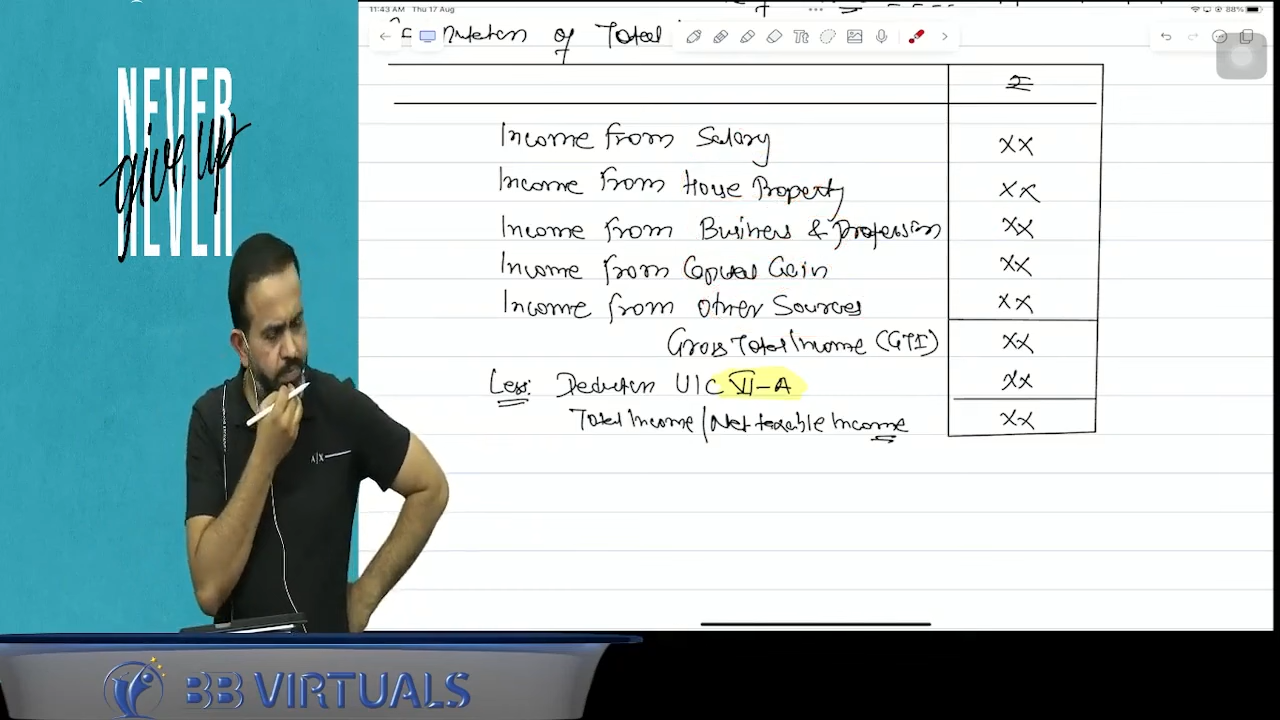 11:43 AM Thu 17 Aug
88%
of Total
₹
Income from Salary XX
Income from House Property XX
Income from Business & Profession XX
Income from Capital Gain XX
Income from Other Sources XX
Gross Total Income (GTI) XX
Less: Deduction U/C VI-A XX
Total Income/Net taxable Income XX
NEVER
give up
NEVER
A|X
BB VIRTUALS